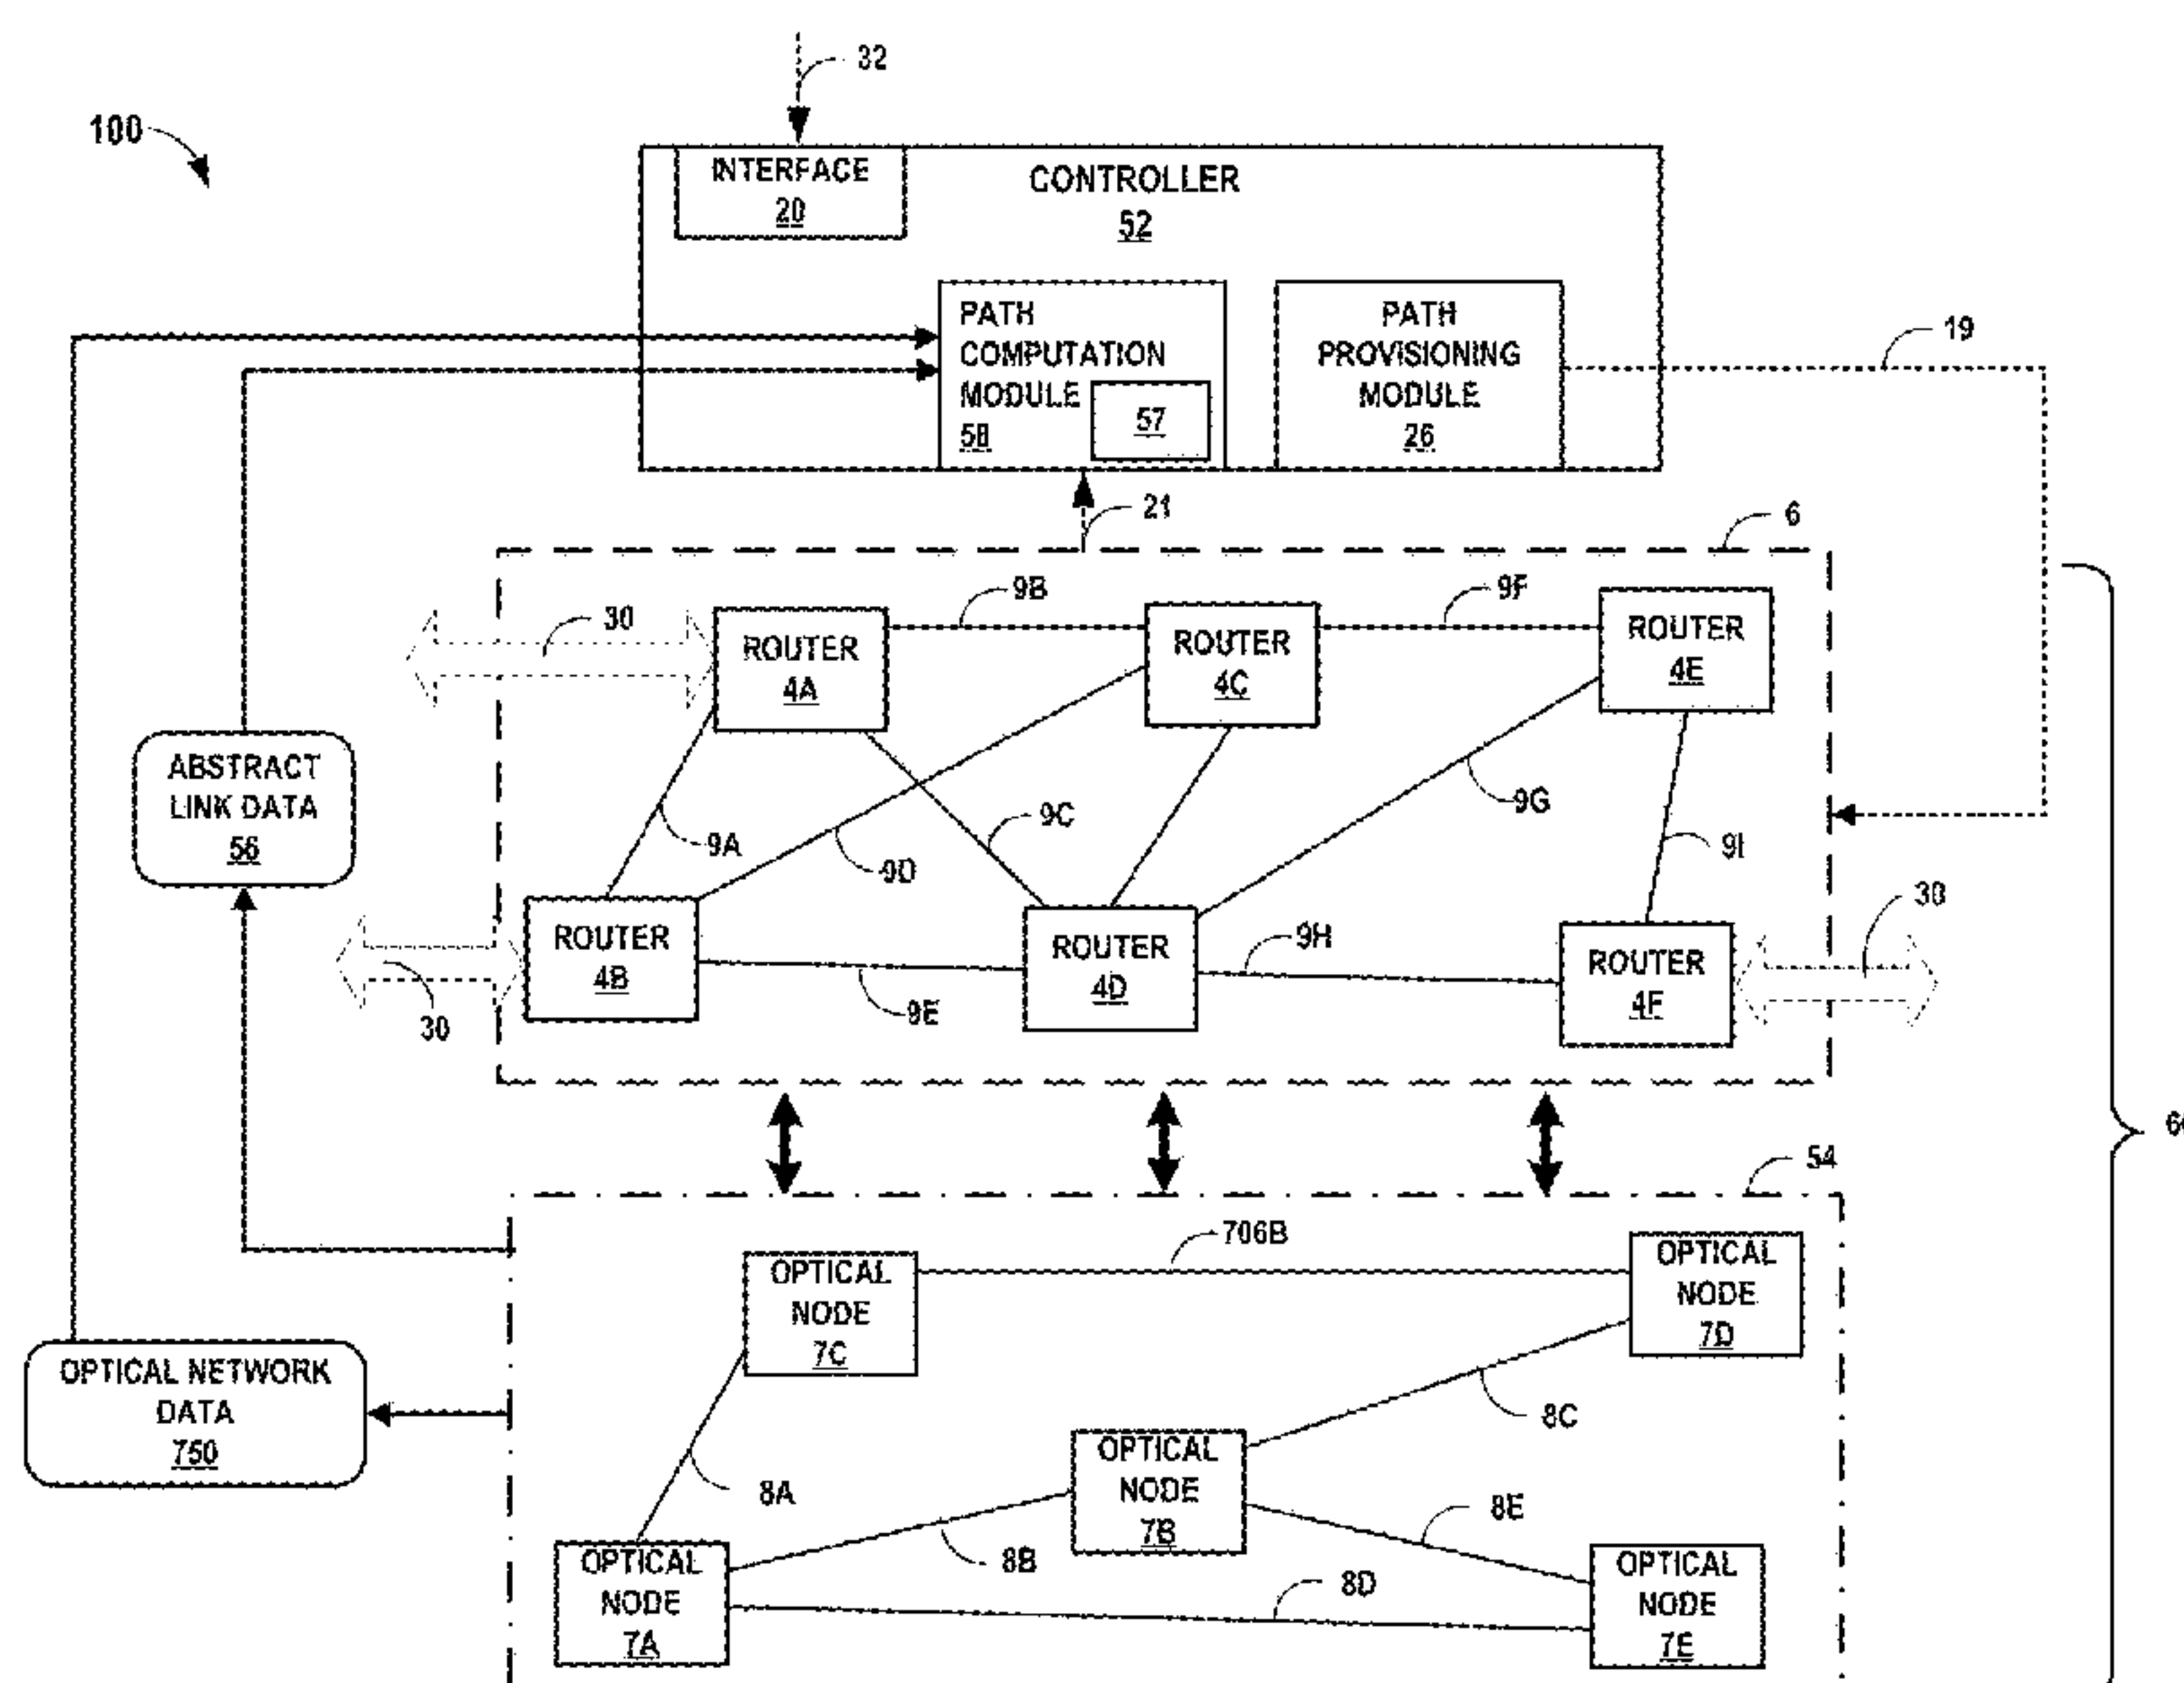 32
100
INTERFACE
20
CONTROLLER
52
PATH
COMPUTATION
MODULE
58
57
PATH
PROVISIONING
MODULE
26
19
21
6
9B
9F
30
ROUTER
4A
ROUTER
4C
ROUTER
4E
ABSTRACT
LINK DATA
56
9A
9D
9C
9G
9I
30
ROUTER
4B
30
9E
ROUTER
4D
9H
ROUTER
4F
54
706B
OPTICAL
NODE
7C
OPTICAL
NODE
7D
OPTICAL NETWORK
DATA
750
8A
OPTICAL
NODE
7B
8C
8E
OPTICAL
NODE
7A
8B
8D
OPTICAL
NODE
7E